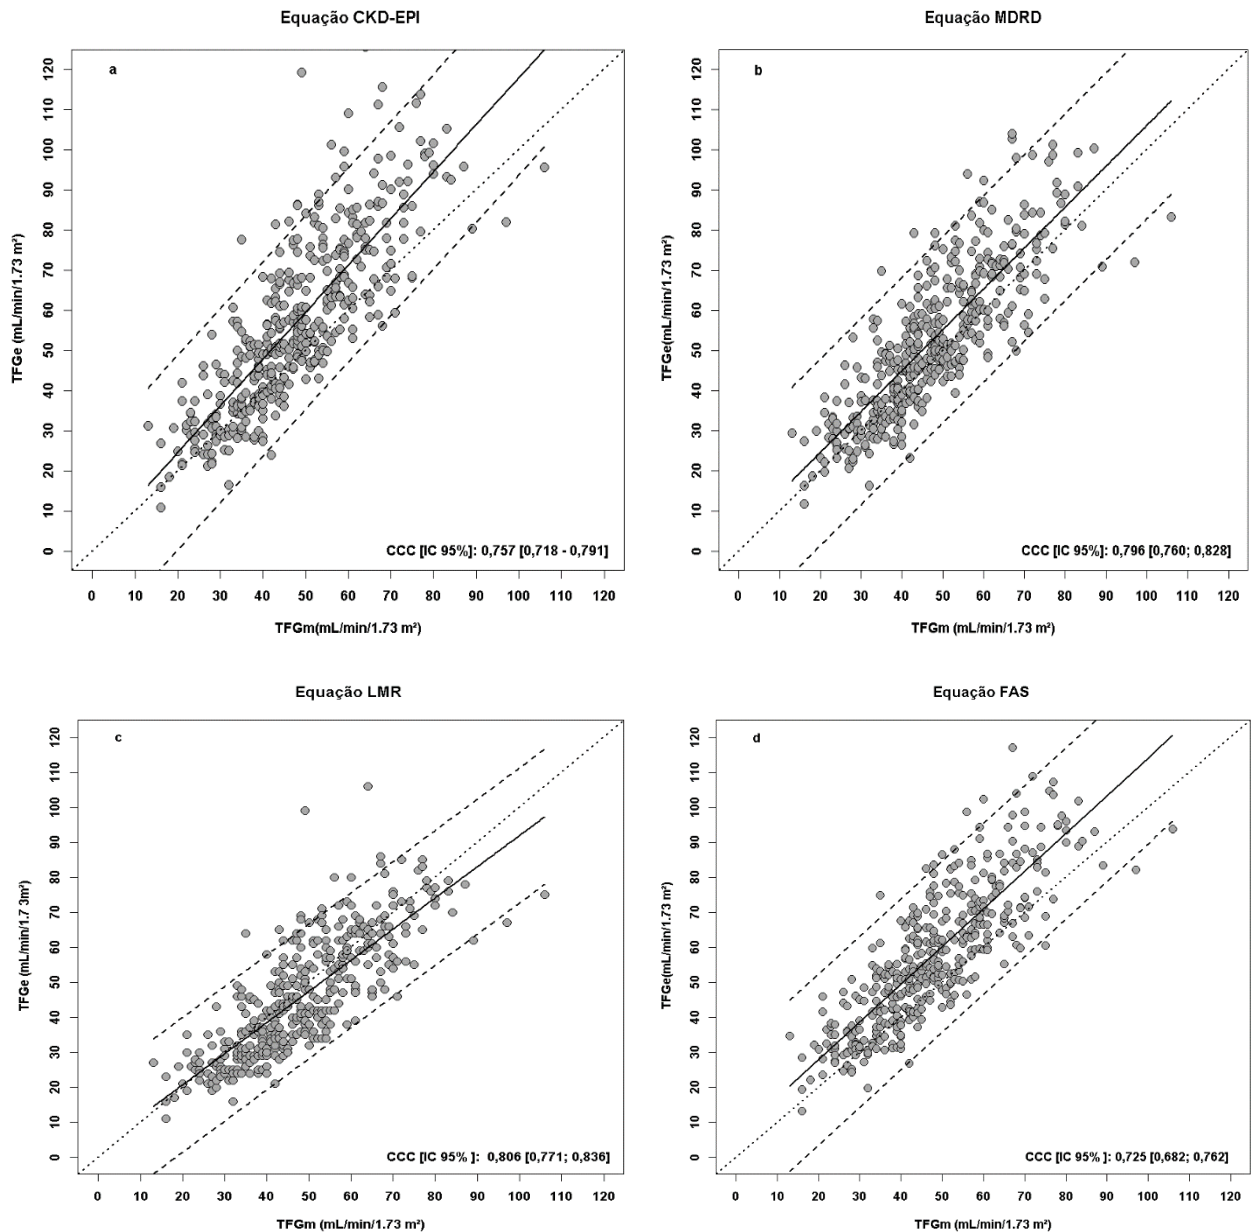 Equação CKD-EPI
a
TFGe (mL/min/1.73 m²)
0 10 20 30 40 50 60 70 80 90 100 110 120
CCC [IC 95%]: 0,757 [0,718 - 0,791]
0 10 20 30 40 50 60 70 80 90 100 110 120
TFGm(mL/min/1.73 m²)
Equação MDRD
b
TFGe(mL/min/1.73 m²)
0 10 20 30 40 50 60 70 80 90 100 110 120
CCC [IC 95%]: 0,796 [0,760; 0,828]
0 10 20 30 40 50 60 70 80 90 100 110 120
TFGm (mL/min/1.73 m²)
Equação LMR
c
TFGe (mL/min/1.7 3m²)
0 10 20 30 40 50 60 70 80 90 100 110 120
CCC [IC 95% ]: 0,806 [0,771; 0,836]
0 10 20 30 40 50 60 70 80 90 100 110 120
TFGm (mL/min/1.73 m²)
Equação FAS
d
TFGe(mL/min/1.73 m²)
0 10 20 30 40 50 60 70 80 90 100 110 120
CCC [IC 95% ]: 0,725 [0,682; 0,762]
0 10 20 30 40 50 60 70 80 90 100 110 120
TFGm (mL/min/1.73 m²)